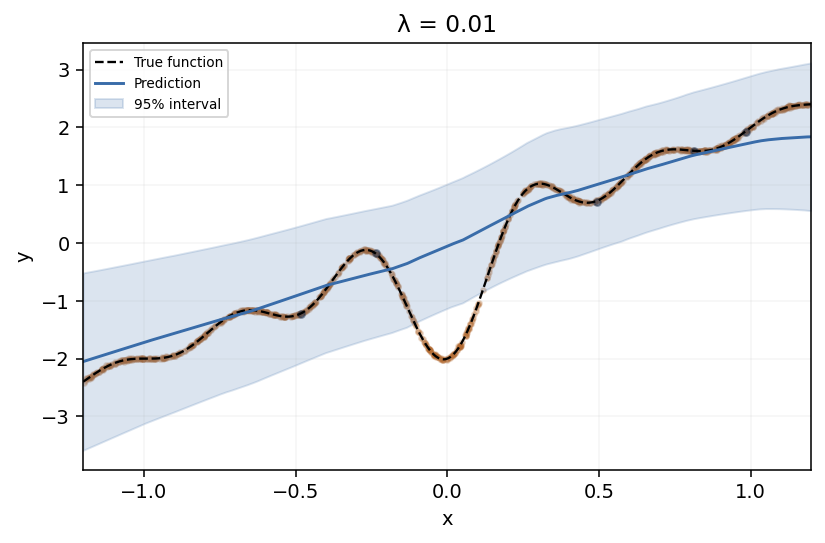 λ = 0.01
True function
Prediction
95% interval
3
2
1
0
−1
−2
−3
y
−1.0 −0.5 0.0 0.5 1.0
x